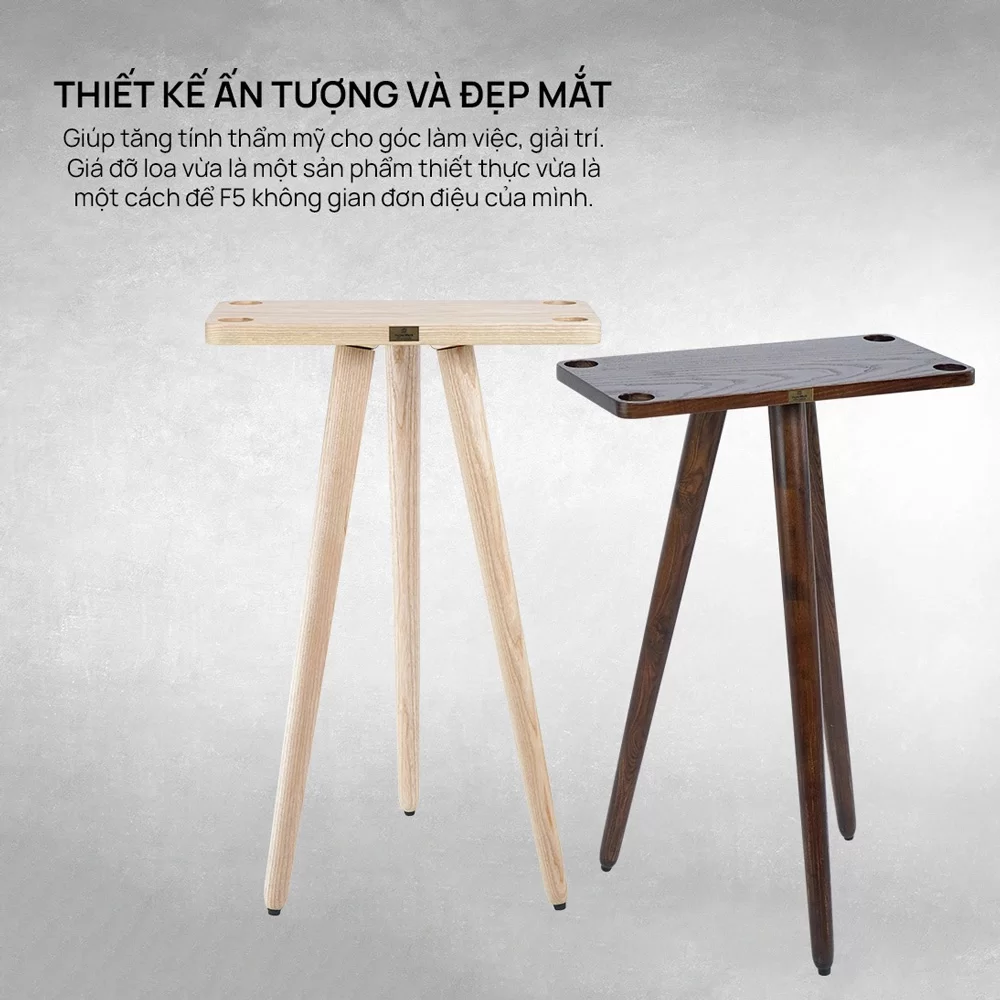 THIẾT KẾ ẤN TƯỢNG VÀ ĐẸP MẮT
Giúp tăng tính thẩm mỹ cho góc làm việc, giải trí.
Giá đỡ loa vừa là một sản phẩm thiết thực vừa là
một cách để F5 không gian đơn điệu của mình.